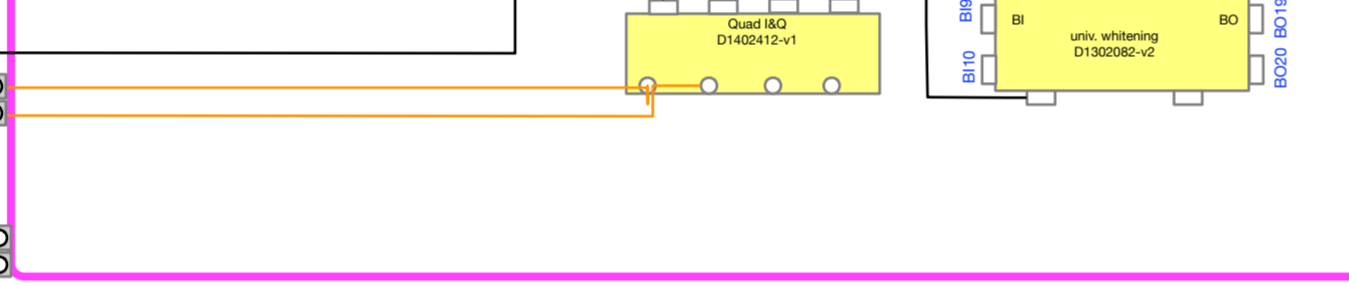 Quad I&Q
D1402412-v1
BI9
BI
BO
BO19
univ. whitening
D1302082-v2
BI10
BO20